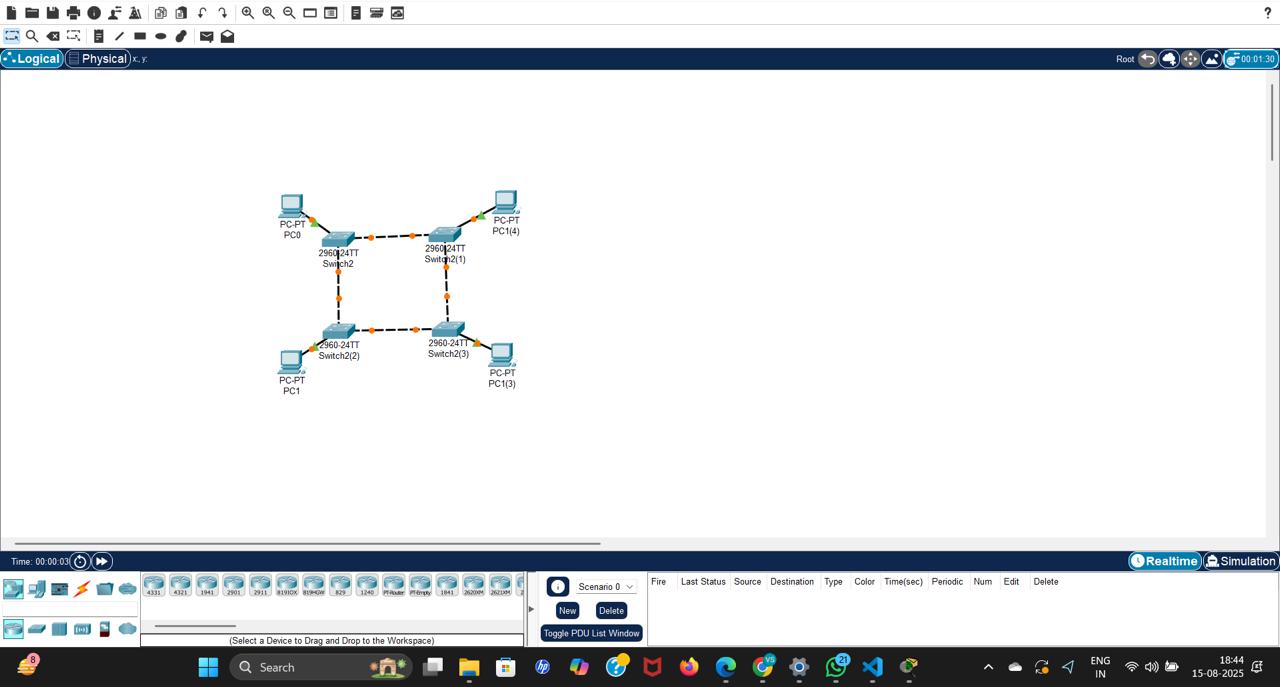 ?
Logical
Physical
x:, y:
Root
00:01:30
PC-PT
PC0
PC-PT
PC1(4)
2960-24TT
Switch2
2960-24TT
Switch2(1)
2960-24TT
Switch2(2)
2960-24TT
Switch2(3)
PC-PT
PC1
PC-PT
PC1(3)
Time: 00:00:03
Realtime
Simulation
4331
4321
1941
2901
2911
819IOX
819HGW
829
1240
PT-Router
PT-Empty
1841
2620XM
2621XM
(Select a Device to Drag and Drop to the Workspace)
Scenario 0
New
Delete
Toggle PDU List Window
Fire Last Status Source Destination Type Color Time(sec) Periodic Num Edit Delete
8
Search
VS
21
ENG
IN
18:44
15-08-2025